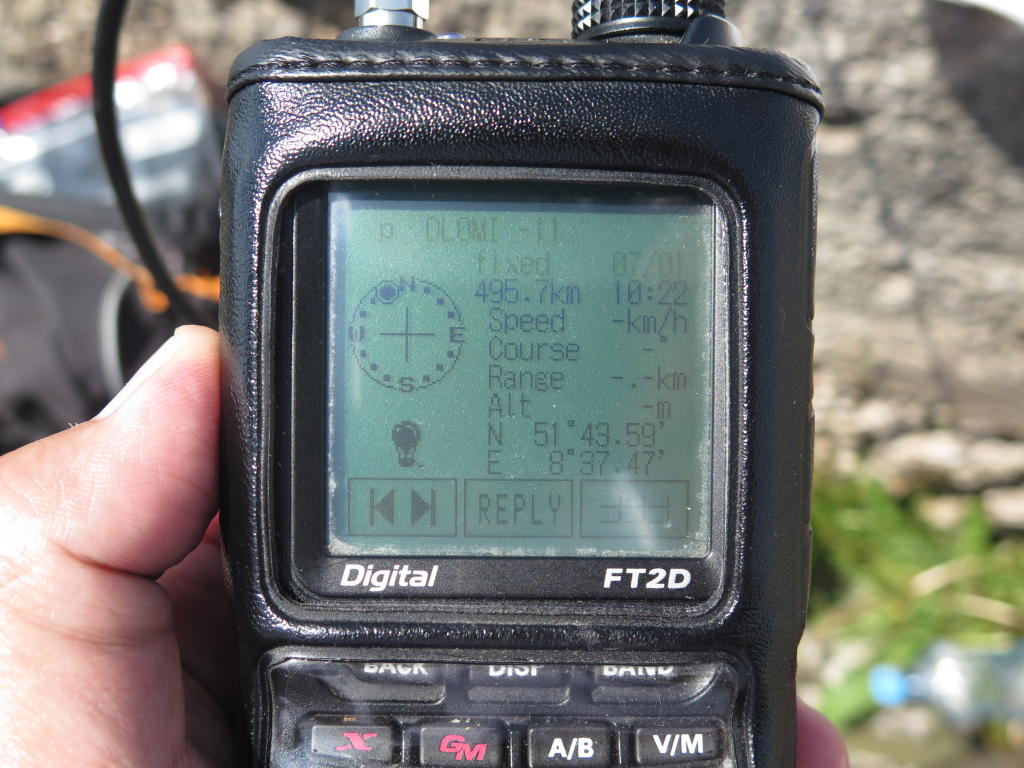 p DL0MI -11
fixed 07/01
495.7km 10:22
N
W E
S
Speed -km/h
Course -°
Range -.-km
Alt -m
N 51°43.59'
E 8°37.47'
REPLY
Digital FT2D
BACK DISP BAND
X GM A/B V/M